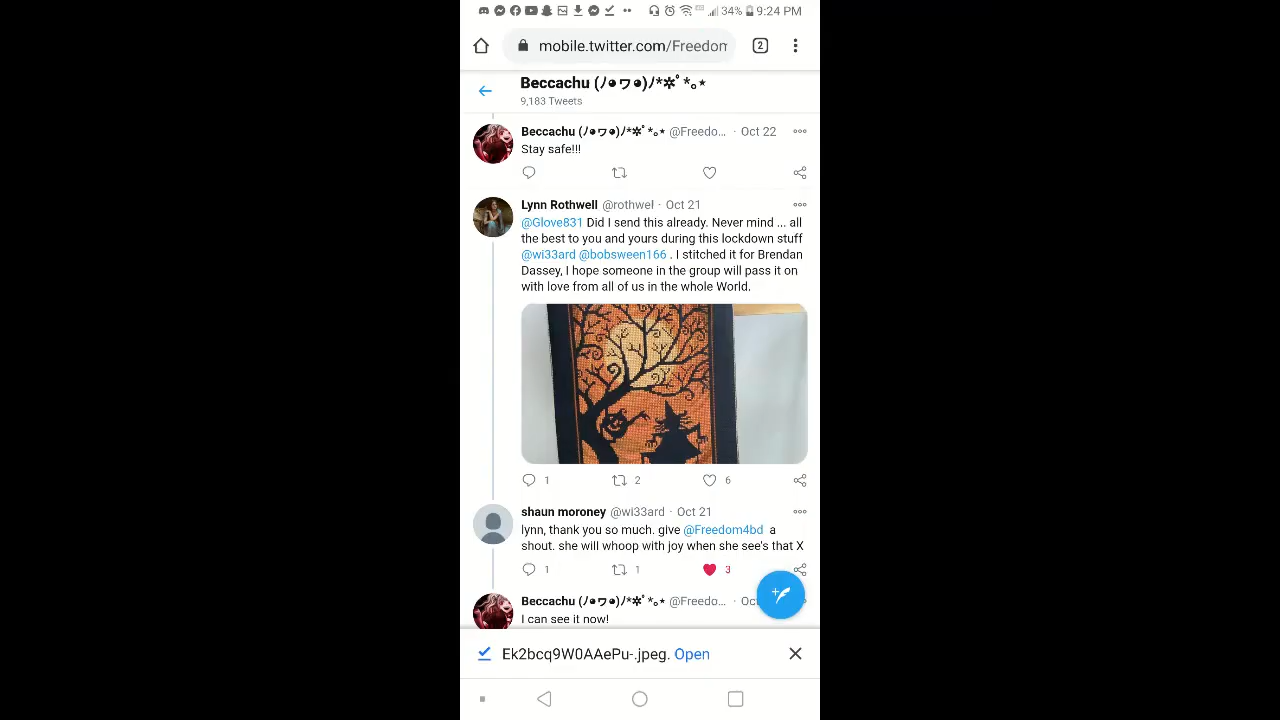 34% 9:24 PM
mobile.twitter.com/Freedom
2
Beccachu (ﾉ◕ヮ◕)ﾉ*✲ﾟ*｡⋆
9,183 Tweets
Beccachu (ﾉ◕ヮ◕)ﾉ*✲ﾟ*｡⋆ @Freedo... · Oct 22
Stay safe!!!
Lynn Rothwell @rothwel · Oct 21
@Glove831 Did I send this already. Never mind ... all
the best to you and yours during this lockdown stuff
@wi33ard @bobsween166 . I stitched it for Brendan
Dassey, I hope someone in the group will pass it on
with love from all of us in the whole World.
1 2 6
shaun moroney @wi33ard · Oct 21
lynn, thank you so much. give @Freedom4bd a
shout. she will whoop with joy when she see's that X
1 1 3
Beccachu (ﾉ◕ヮ◕)ﾉ*✲ﾟ*｡⋆ @Freedo... · Oc
I can see it now!
Ek2bcq9W0AAePu-.jpeg. Open